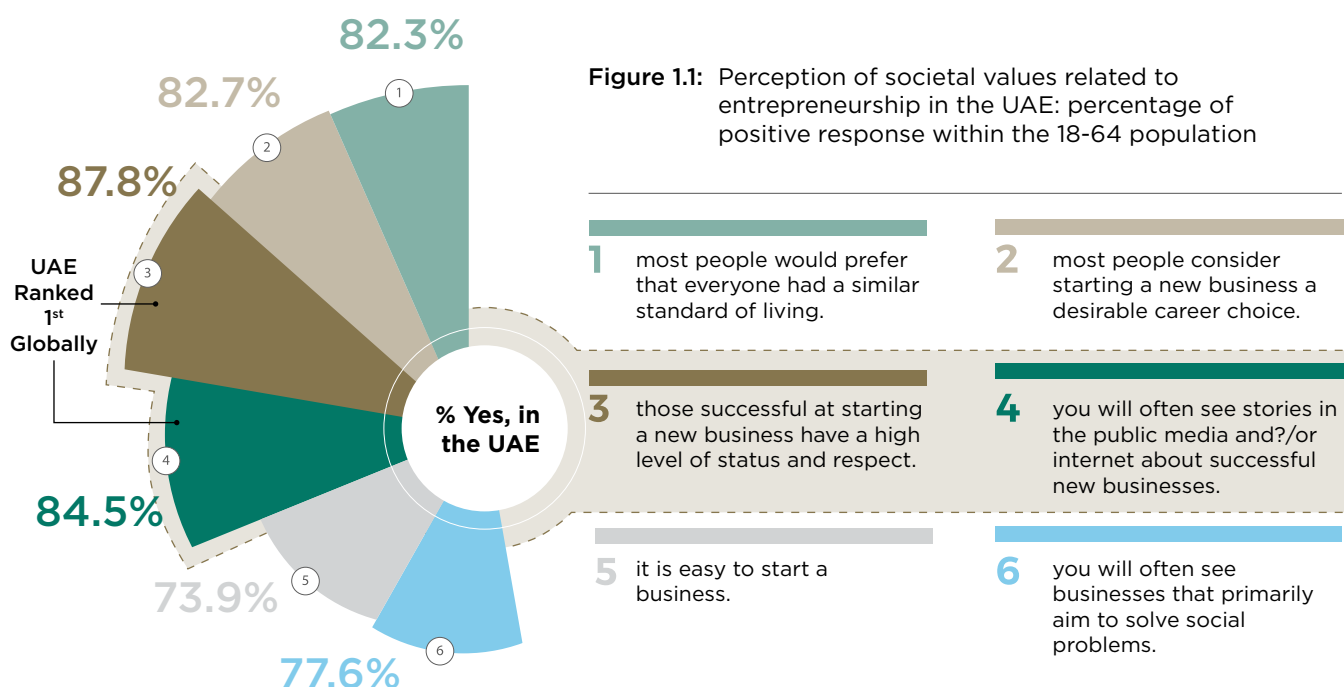 82.3%
82.7%
87.8%
84.5%
73.9%
77.6%
1
2
3
4
5
6
UAE
Ranked
1st
Globally
% Yes, in
the UAE
Figure 1.1: Perception of societal values related to
entrepreneurship in the UAE: percentage of
positive response within the 18-64 population
1 most people would prefer
that everyone had a similar
standard of living.
2 most people consider
starting a new business a
desirable career choice.
3 those successful at starting
a new business have a high
level of status and respect.
4 you will often see stories in
the public media and?/or
internet about successful
new businesses.
5 it is easy to start a
business.
6 you will often see
businesses that primarily
aim to solve social
problems.